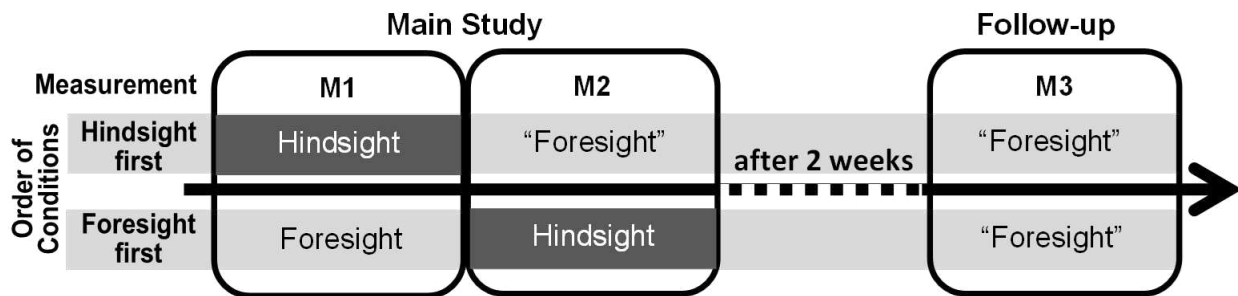 Main Study Follow-up
Measurement M1 M2 M3
Order of
Conditions
Hindsight
first
Hindsight “Foresight” “Foresight”
after 2 weeks
Foresight
first
Foresight Hindsight “Foresight”